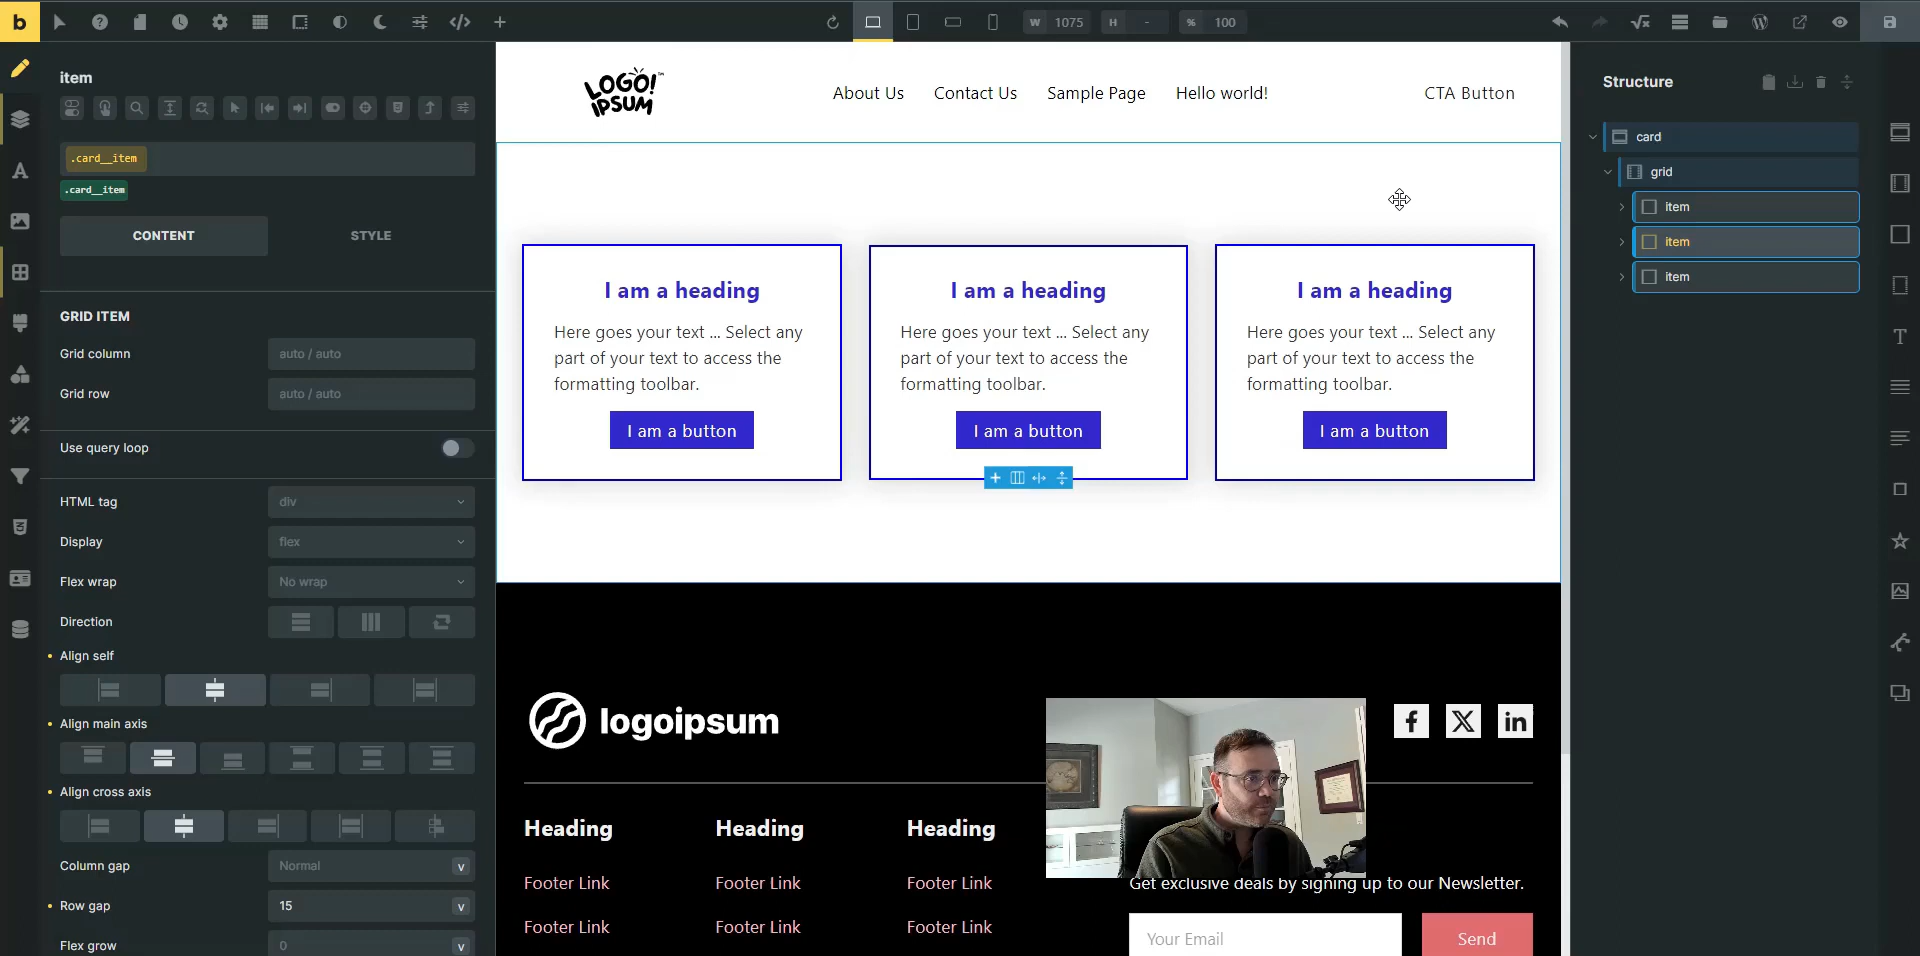 b
W 1075
H -
% 100
item
.card__item
.card__item
CONTENT
STYLE
GRID ITEM
Grid column
auto / auto
Grid row
auto / auto
Use query loop
HTML tag
div
Display
flex
Flex wrap
No wrap
Direction
Align self
Align main axis
Align cross axis
Column gap
Normal
v
Row gap
15
v
Flex grow
0
v
LOGO! IPSUM™
About Us
Contact Us
Sample Page
Hello world!
CTA Button
I am a heading
Here goes your text ... Select any
part of your text to access the
formatting toolbar.
I am a button
I am a heading
Here goes your text ... Select any
part of your text to access the
formatting toolbar.
I am a button
I am a heading
Here goes your text ... Select any
part of your text to access the
formatting toolbar.
I am a button
logoipsum
Heading
Heading
Heading
Footer Link
Footer Link
Footer Link
Get exclusive deals by signing up to our Newsletter.
Footer Link
Footer Link
Footer Link
Your Email
Send
Structure
card
grid
item
item
item